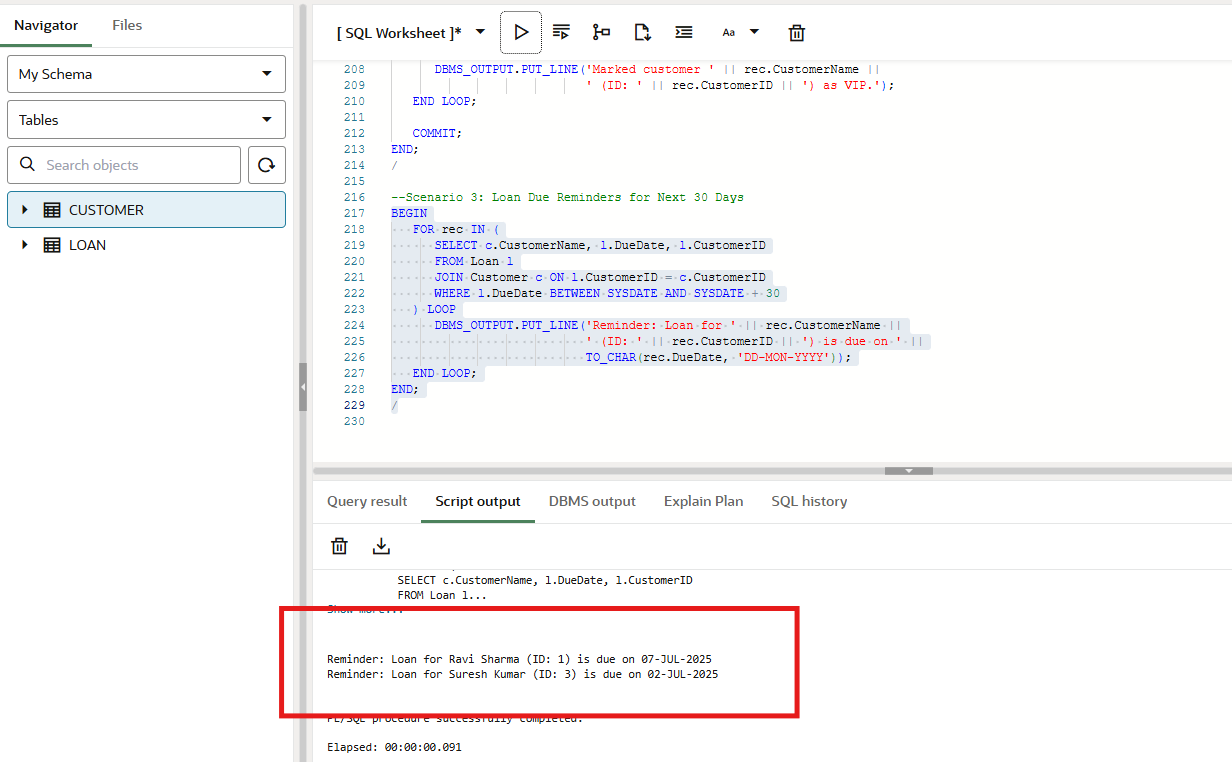 Navigator Files
My Schema
Tables
Search objects
CUSTOMER
LOAN
[ SQL Worksheet ]* Aa
208 DBMS_OUTPUT.PUT_LINE('Marked customer ' || rec.CustomerName ||
209 ' (ID: ' || rec.CustomerID || ') as VIP.');
210 END LOOP;
211
212 COMMIT;
213 END;
214 /
215
216 --Scenario 3: Loan Due Reminders for Next 30 Days
217 BEGIN
218 FOR rec IN (
219 SELECT c.CustomerName, l.DueDate, l.CustomerID
220 FROM Loan l
221 JOIN Customer c ON l.CustomerID = c.CustomerID
222 WHERE l.DueDate BETWEEN SYSDATE AND SYSDATE + 30
223 ) LOOP
224 DBMS_OUTPUT.PUT_LINE('Reminder: Loan for ' || rec.CustomerName ||
225 ' (ID: ' || rec.CustomerID || ') is due on ' ||
226 TO_CHAR(rec.DueDate, 'DD-MON-YYYY'));
227 END LOOP;
228 END;
229 /
230
Query result Script output DBMS output Explain Plan SQL history
SELECT c.CustomerName, l.DueDate, l.CustomerID
FROM Loan l...
Show more...
Reminder: Loan for Ravi Sharma (ID: 1) is due on 07-JUL-2025
Reminder: Loan for Suresh Kumar (ID: 3) is due on 02-JUL-2025
PL/SQL procedure successfully completed.
Elapsed: 00:00:00.091